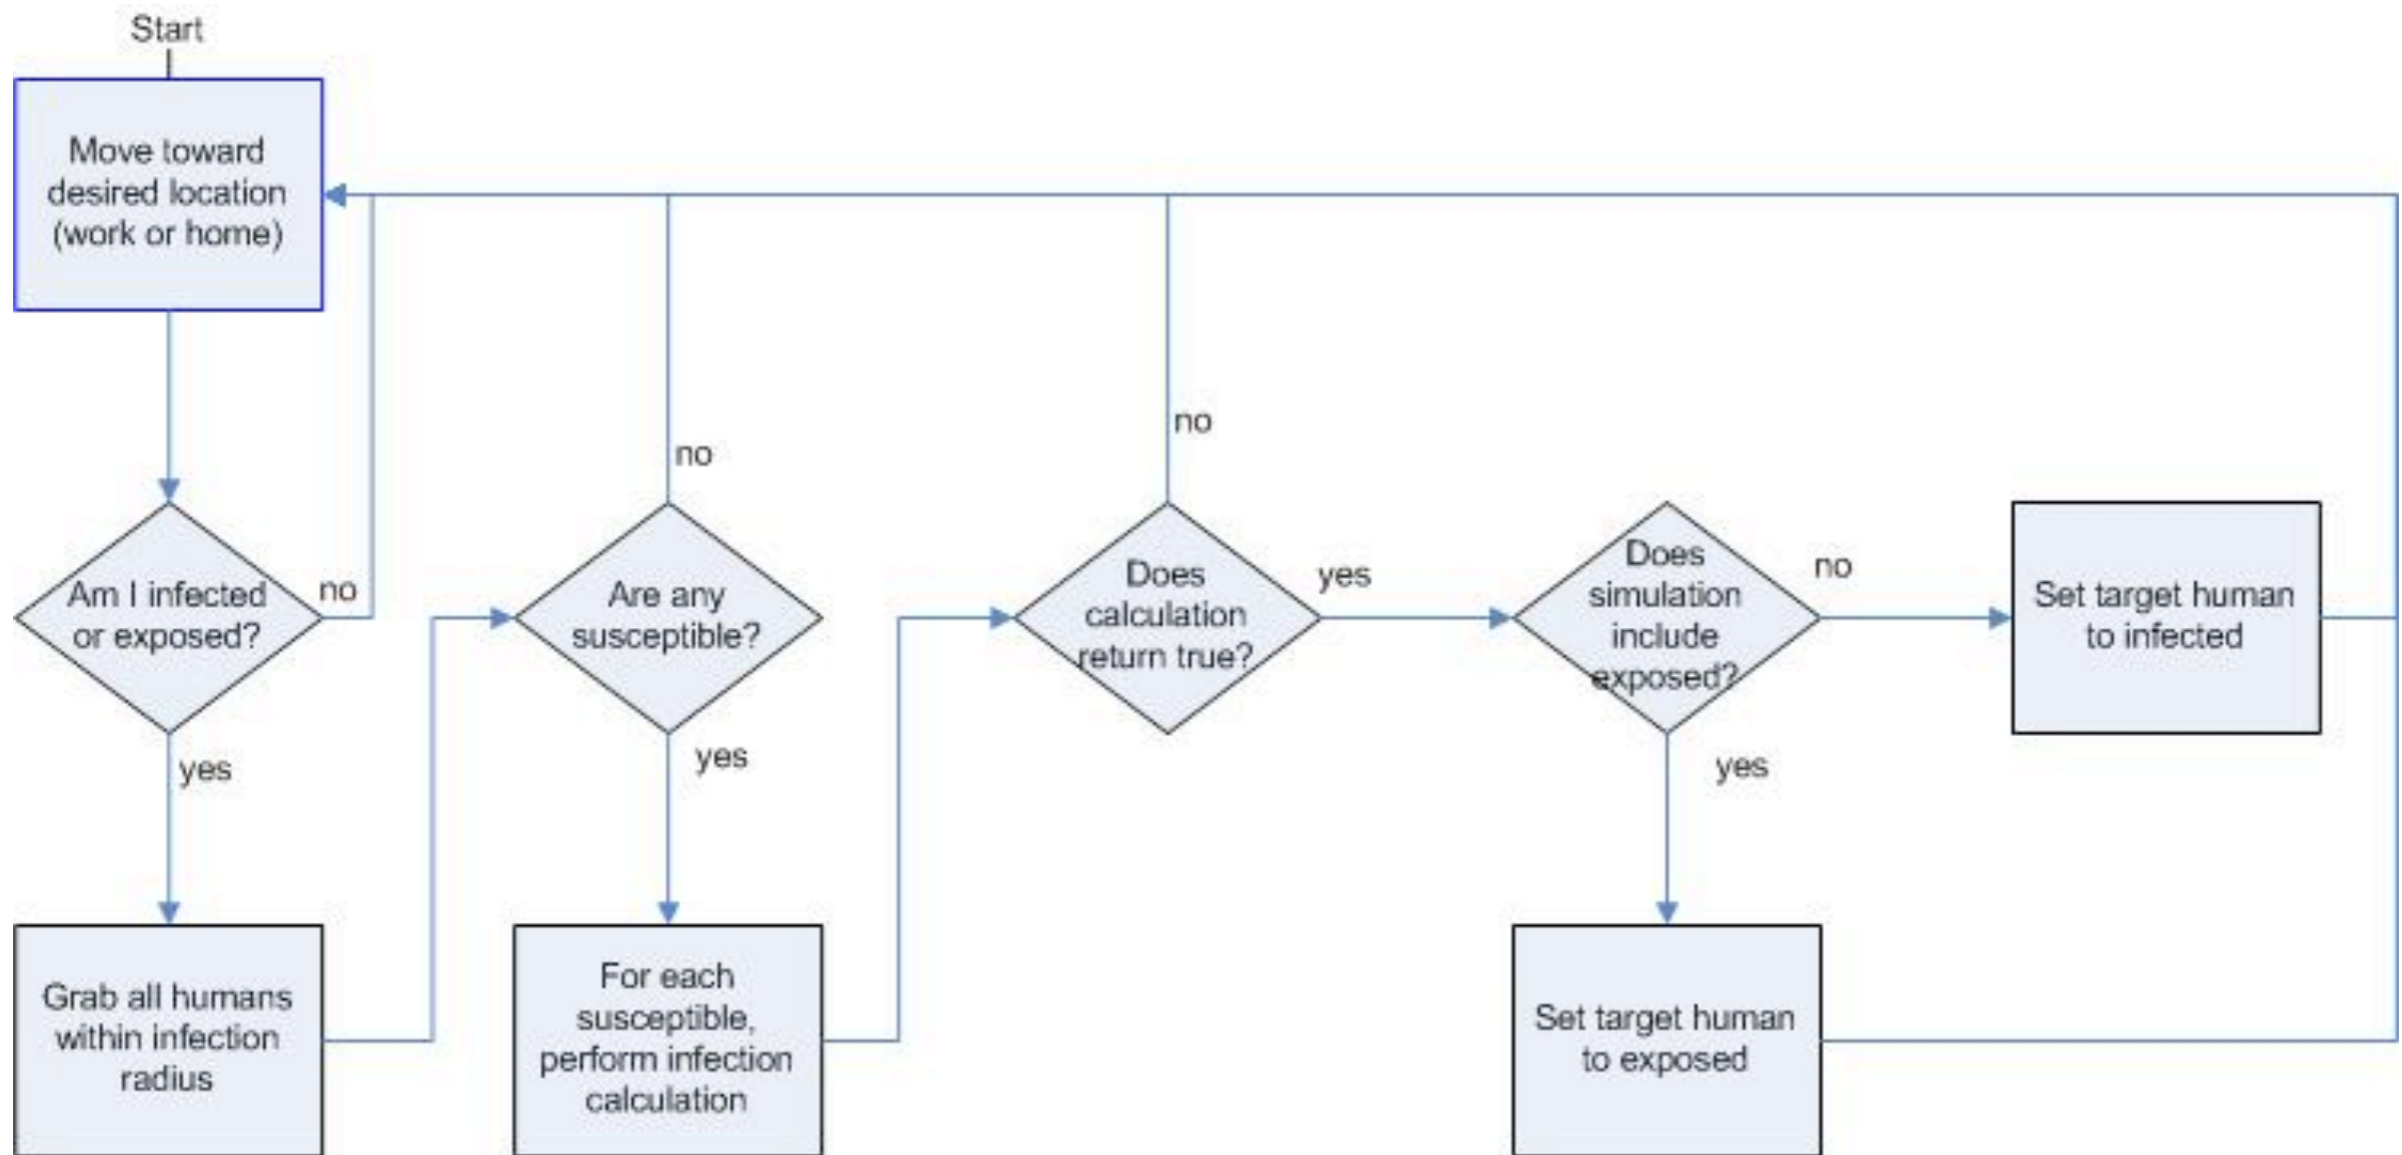 Start
Move toward
desired location
(work or home)
Am I infected
or exposed?
no
yes
Grab all humans
within infection
radius
Are any
susceptible?
no
yes
For each
susceptible,
perform infection
calculation
Does
calculation
return true?
no
yes
Does
simulation
include
exposed?
no
yes
Set target human
to infected
Set target human
to exposed